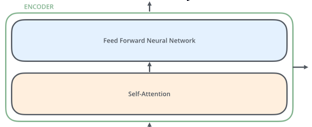 ENCODER
Feed Forward Neural Network
Self-Attention